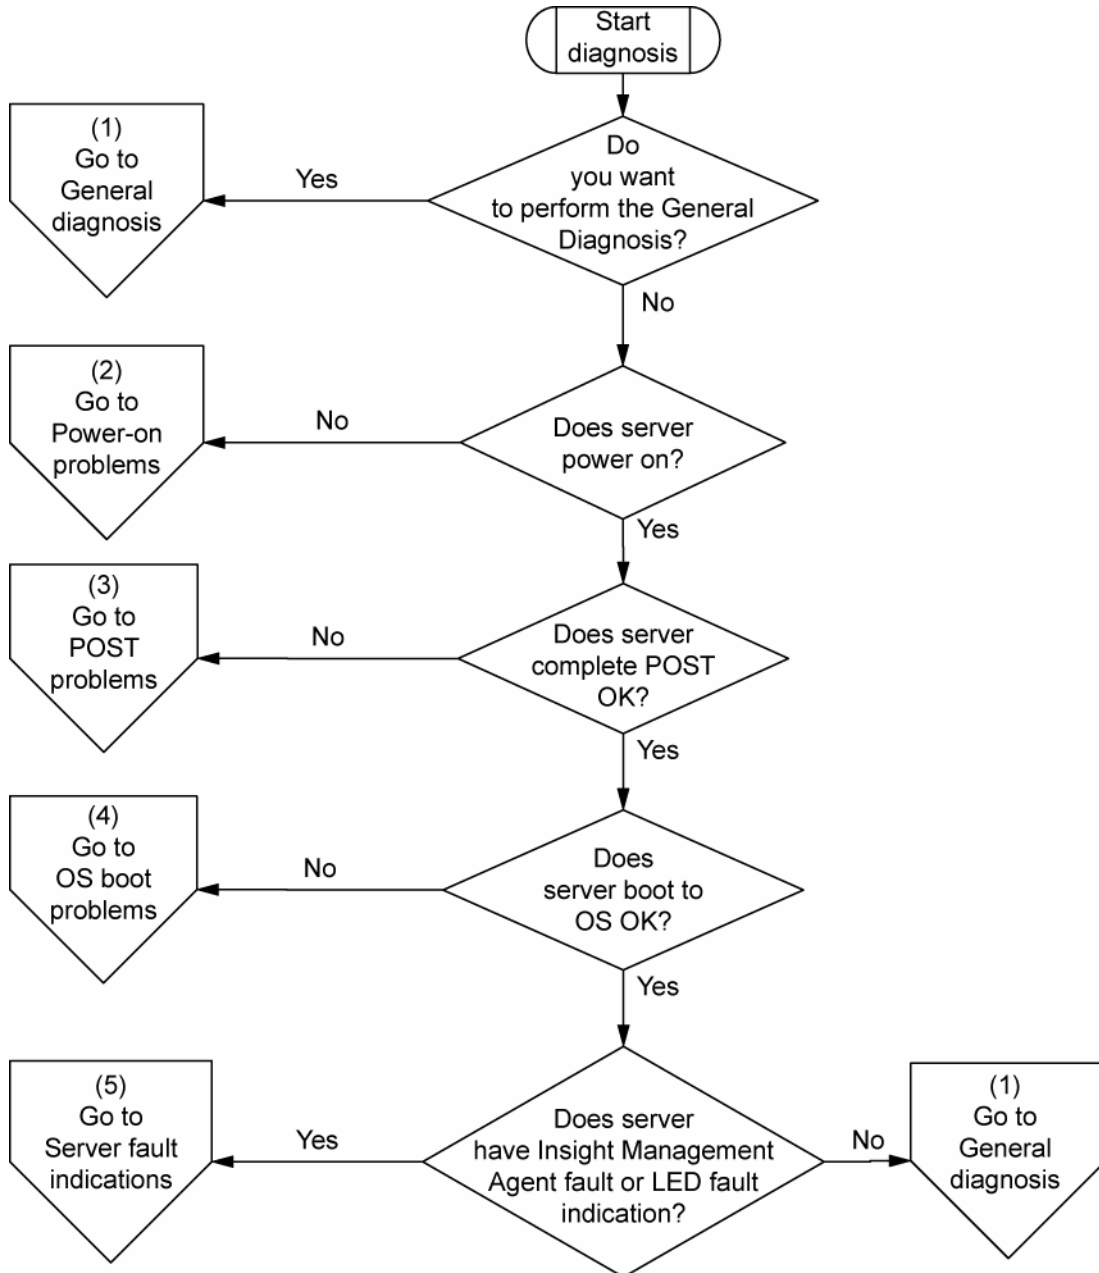 Start
diagnosis
Do
you want
to perform the General
Diagnosis?
Yes
(1)
Go to
General
diagnosis
No
Does server
power on?
No
(2)
Go to
Power-on
problems
Yes
Does server
complete POST
OK?
No
(3)
Go to
POST
problems
Yes
Does
server boot to
OS OK?
No
(4)
Go to
OS boot
problems
Yes
Does server
have Insight Management
Agent fault or LED fault
indication?
Yes
(5)
Go to
Server fault
indications
No
(1)
Go to
General
diagnosis